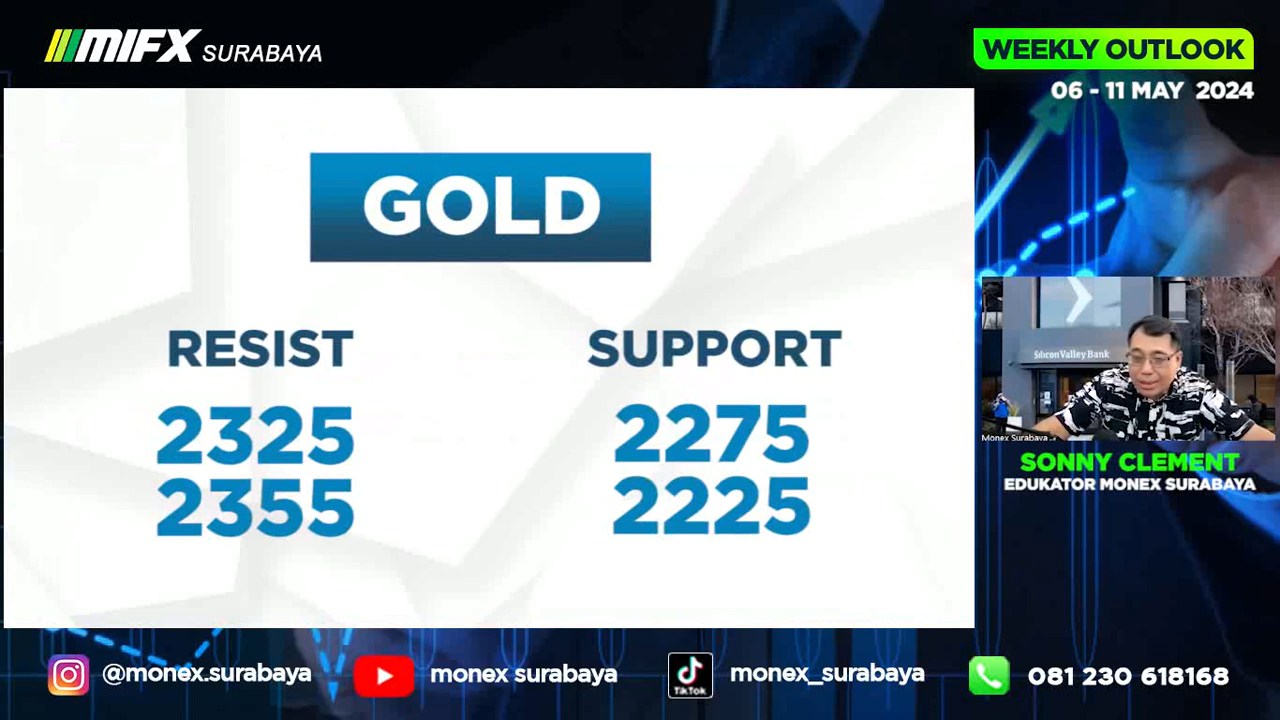 MIFX SURABAYA
WEEKLY OUTLOOK
06 - 11 MAY 2024
GOLD
RESIST
SUPPORT
2325
2275
2355
2225
Silicon Valley Bank
Monex Surabaya
SONNY CLEMENT
EDUKATOR MONEX SURABAYA
@monex.surabaya
monex surabaya
TikTok
monex_surabaya
081 230 618168